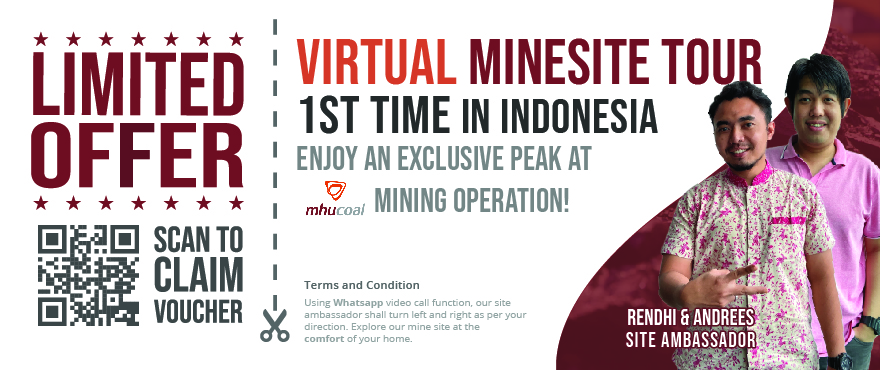 LIMITED
OFFER
SCAN TO
CLAIM
VOUCHER
VIRTUAL MINESITE TOUR
1ST TIME IN INDONESIA
ENJOY AN EXCLUSIVE PEAK AT
mhucoal MINING OPERATION!
Terms and Condition
Using Whatsapp video call function, our site
ambassador shall turn left and right as per your
direction. Explore our mine site at the
comfort of your home.
RENDHI & ANDREES
SITE AMBASSADOR